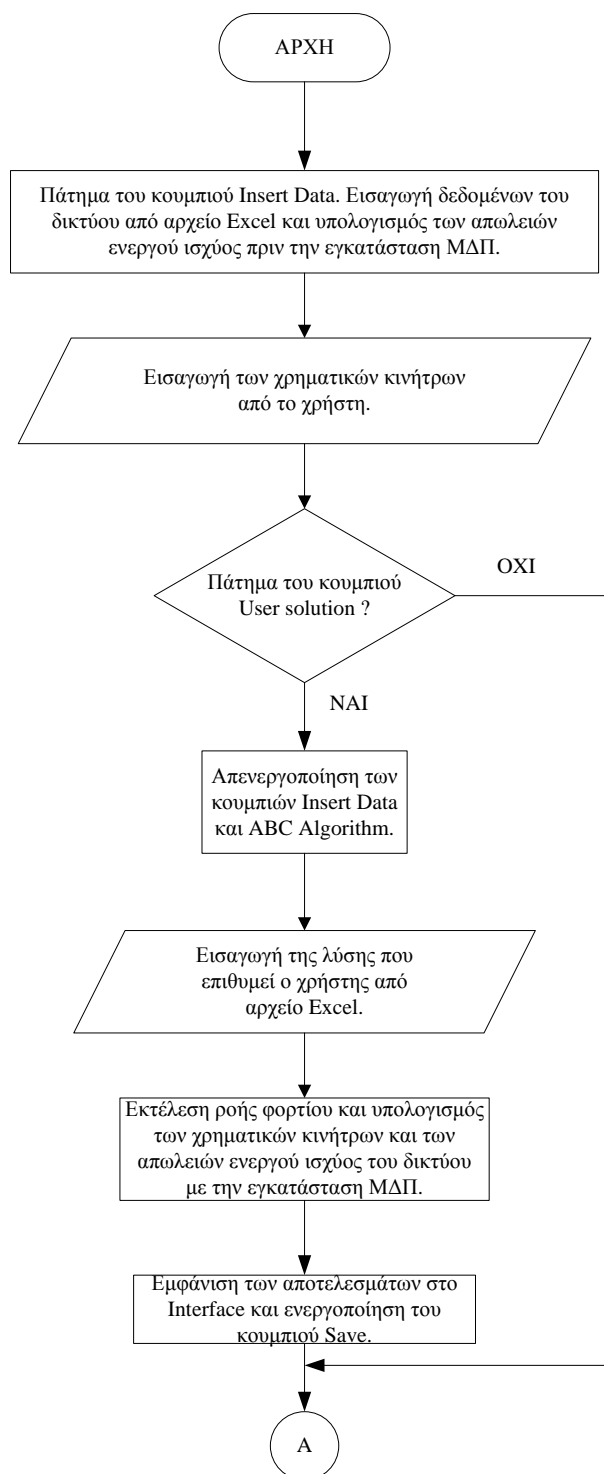 ΑΡΧΗ
Πάτημα του κουμπιού Insert Data. Εισαγωγή δεδομένων του
δικτύου από αρχείο Excel και υπολογισμός των απωλειών
ενεργού ισχύος πριν την εγκατάσταση ΜΔΠ.
Εισαγωγή των χρηματικών κινήτρων
από το χρήστη.
Πάτημα του κουμπιού
User solution ?
ΟΧΙ
ΝΑΙ
Απενεργοποίηση των
κουμπιών Insert Data
και ABC Algorithm.
Εισαγωγή της λύσης που
επιθυμεί ο χρήστης από
αρχείο Excel.
Εκτέλεση ροής φορτίου και υπολογισμός
των χρηματικών κινήτρων και των
απωλειών ενεργού ισχύος του δικτύου
με την εγκατάσταση ΜΔΠ.
Εμφάνιση των αποτελεσμάτων στο
Interface και ενεργοποίηση του
κουμπιού Save.
Α